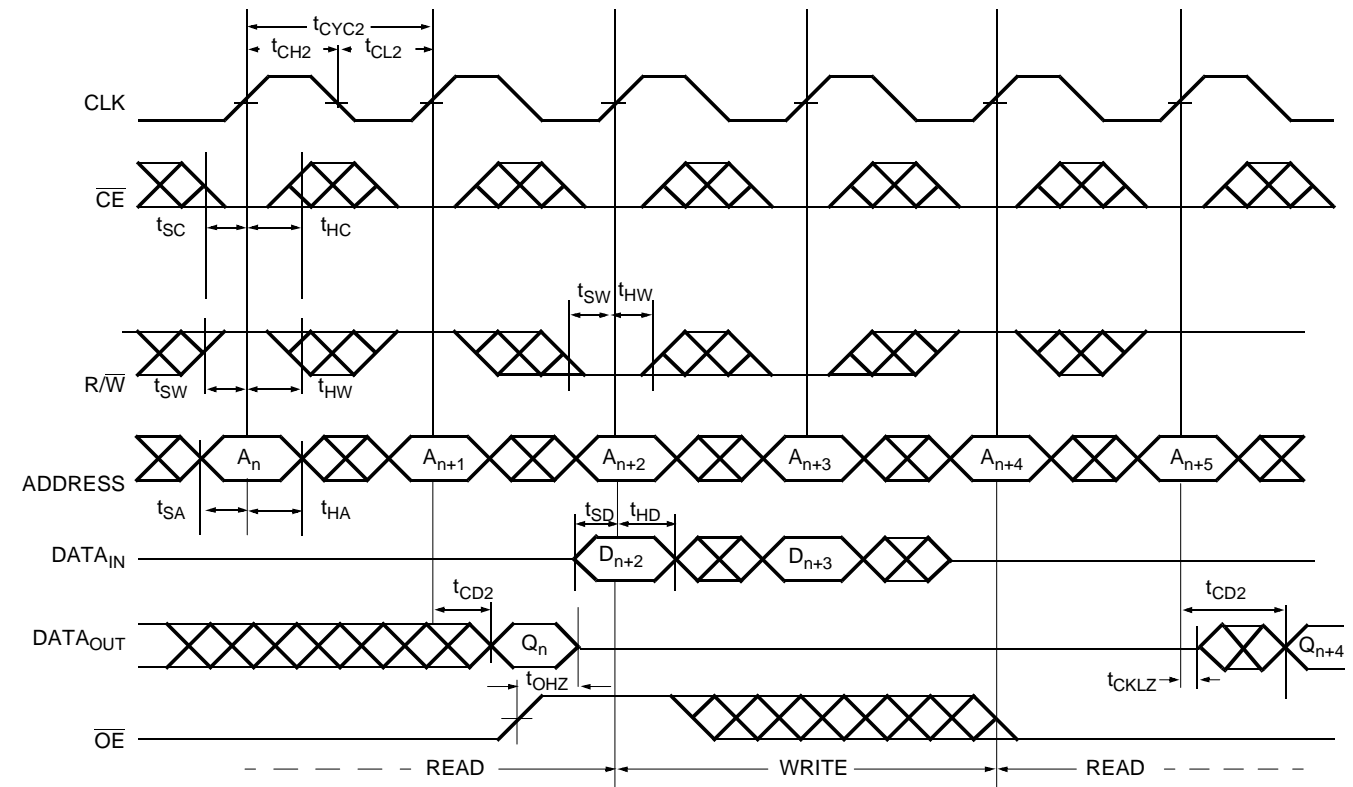 tCYC2
tCH2 tCL2
CLK
CE
tSC tHC
tSW tHW
R/W
tSW tHW
An An+1 An+2 An+3 An+4 An+5
ADDRESS
tSA tHA
tSD tHD
DATAIN
Dn+2 Dn+3
tCD2 tCD2
DATAOUT
Qn Qn+4
tOHZ tCKLZ
OE
READ WRITE READ